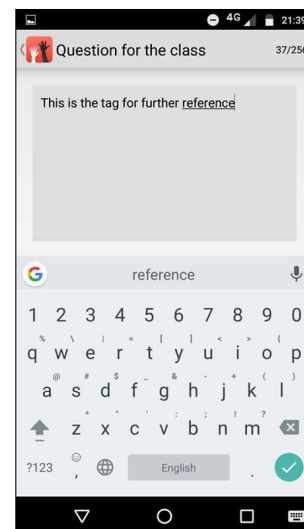 4G 21:39
Question for the class 37/256
This is the tag for further reference
G reference
1 2 3 4 5 6 7 8 9 0
% \ | = [ ] < > { }
q w e r t y u i o p
@ # $ _ & - + ( )
a s d f g h j k l
* " ' : ; ! ?
z x c v b n m
?123 , English .